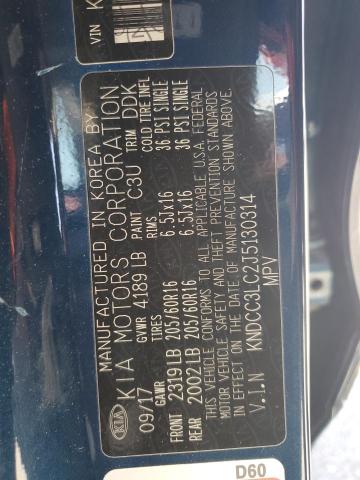 VIN K
KIA
MANUFACTURED IN KOREA BY
KIA MOTORS CORPORATION
09/17 GVWR 4189 LB PAINT C3U TRIM DDK
GAWR TIRES RIMS COLD TIRE INFL
2319 LB 205/60R16 6.5JX16 36 PSI SINGLE
REAR 2002 LB 205/60R16 6.5JX16 36 PSI SINGLE
THIS VEHICLE CONFORMS TO ALL APPLICABLE U.S.A. FEDERAL
MOTOR VEHICLE SAFETY AND THEFT PREVENTION STANDARDS
IN EFFECT ON THE DATE OF MANUFACTURE SHOWN ABOVE.
V.I.N KNDCC3LC2J5130314
MPV
D60